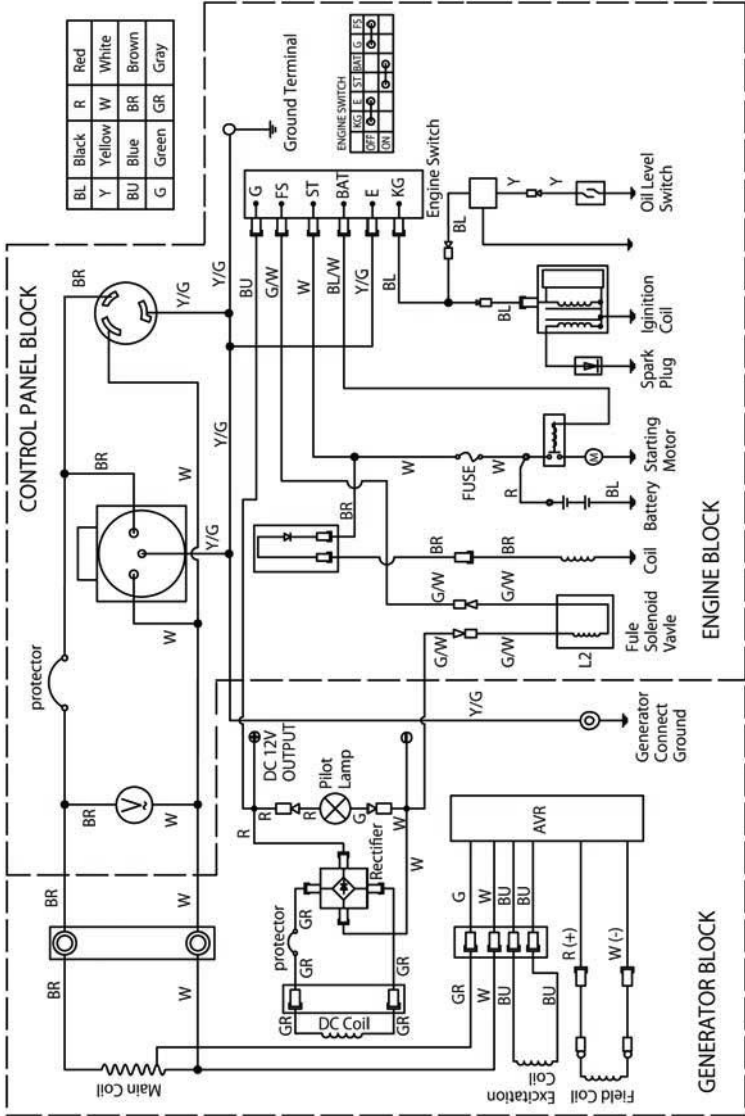 BL Black R Red
Y Yellow W White
BU Blue BR Brown
G Green GR Gray
CONTROL PANEL BLOCK
BR
Y/G
BR
W
Y/G
Y/G
Y/G
W
protector
BR
V~
W
BR
W
BR
W
Main Coil
Ground Terminal
ENGINE SWITCH
KG E ST BAT G FS
OFF
ON
G
FS
ST
BAT
E
KG
Engine Switch
BU
G/W
W
BL/W
Y/G
BL
BL
Y
Y
Oil Level
Switch
BL
Iginition
Coil
Spark
Plug
W
FUSE
W
M
Starting
Motor
R
BL
Battery
BR
BR
BR
Coil
G/W
G/W
G/W
G/W
L2
Fule
Solenoid
Vavle
ENGINE BLOCK
Y/G
Generator
Connect
Ground
DC 12V
OUTPUT
R
R
R
Pilot
Lamp
G
W
W
Rectifier
protector
GR
GR
GR
GR
GR
GR
DC Coil
AVR
G
W
BU
BU
GR
W
BU
BU
R (+)
W (-)
Excitation
Coil
Field Coil
GENERATOR BLOCK